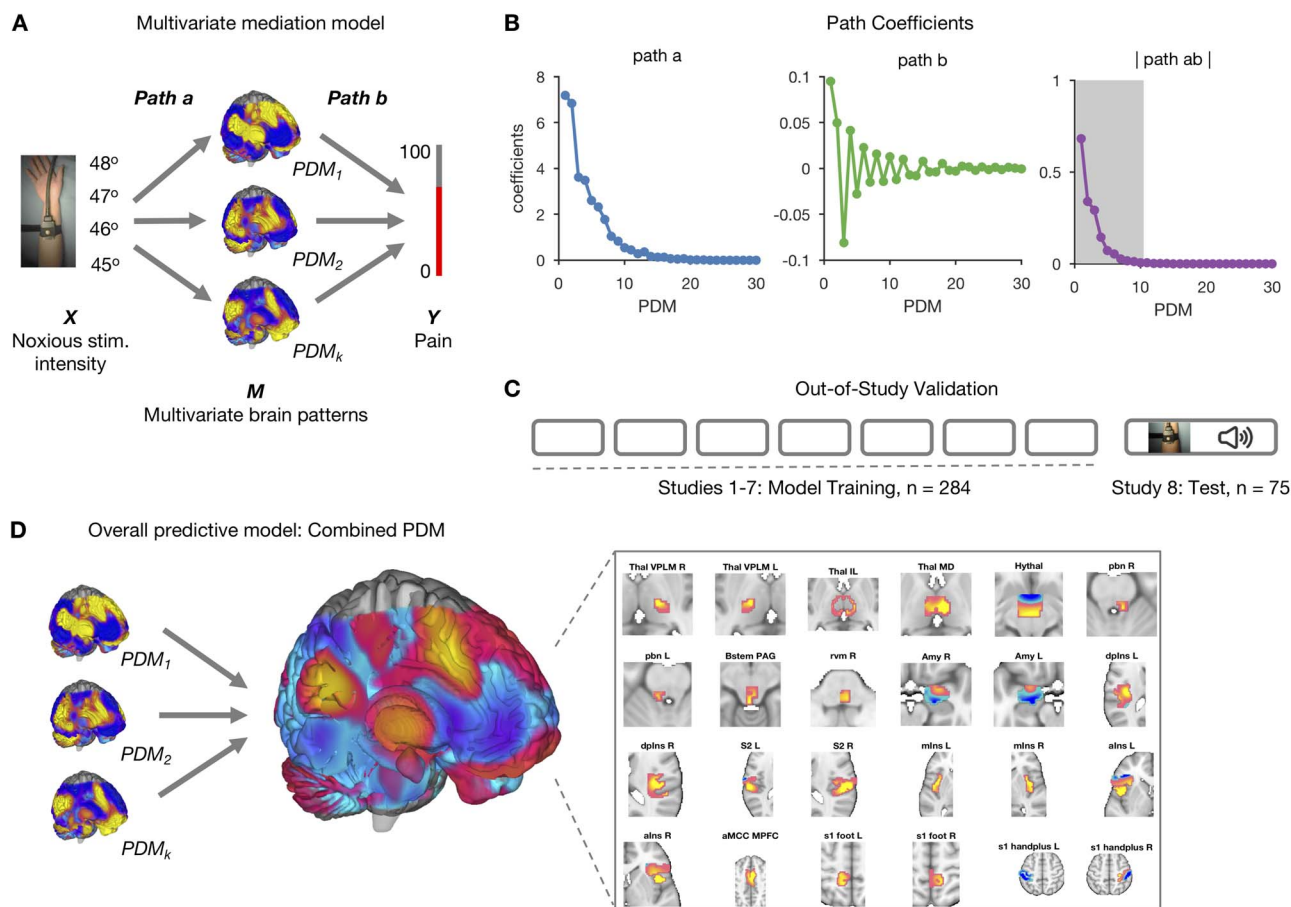 A
Multivariate mediation model
Path a
Path b
48º
47º
46º
45º
PDM1
PDM2
PDMk
100
0
X
Noxious stim.
intensity
M
Multivariate brain patterns
Y
Pain
B
Path Coefficients
path a
8
6
4
2
0
coefficients
0 10 20 30
PDM
path b
0.1
0.05
0
-0.05
-0.1
0 10 20 30
PDM
| path ab |
1
0.5
0
0 10 20 30
PDM
C
Out-of-Study Validation
Studies 1-7: Model Training, n = 284
Study 8: Test, n = 75
D
Overall predictive model: Combined PDM
PDM1
PDM2
PDMk
Thal VPLM R Thal VPLM L Thal IL Thal MD Hythal pbn R
pbn L Bstem PAG rvm R Amy R Amy L dpIns L
dpIns R S2 L S2 R mIns L mIns R aIns L
aIns R aMCC MPFC s1 foot L s1 foot R s1 handplus L s1 handplus R